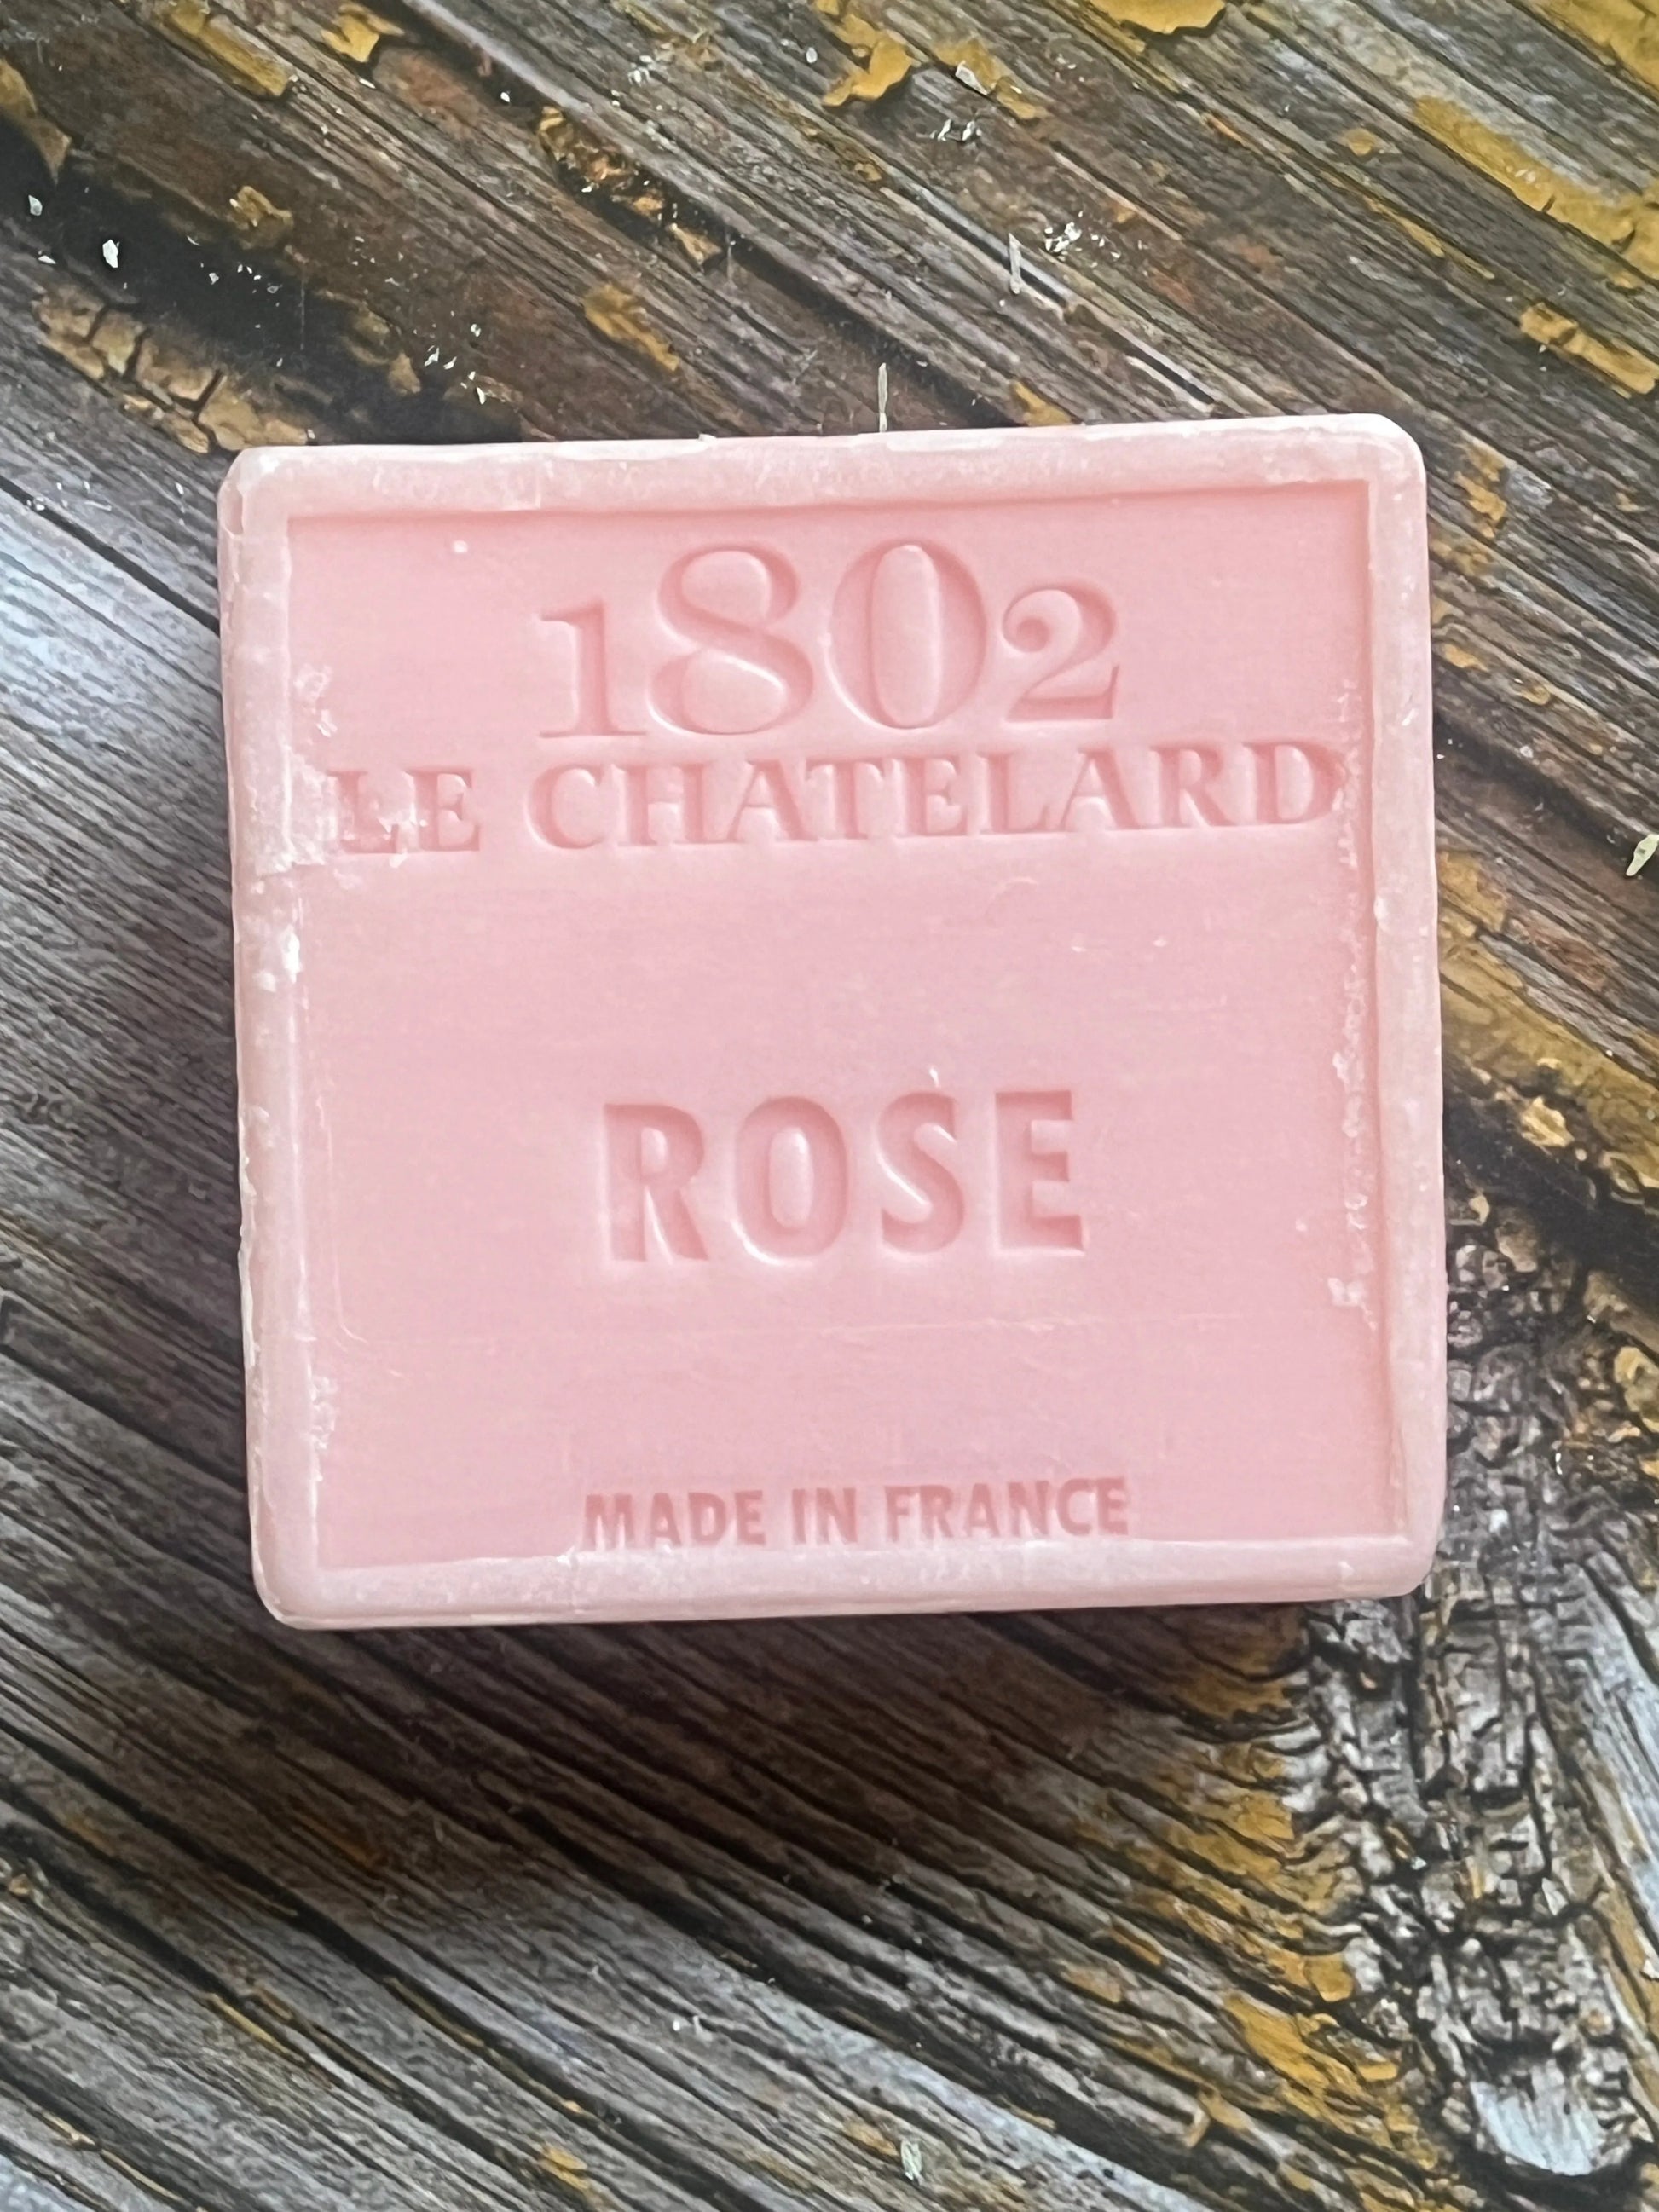 1802
LE CHATELARD
ROSE
MADE IN FRANCE